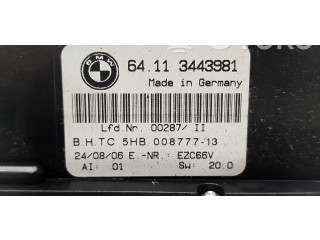 BMW
64.11 3443981
Made in Germany
Lfd.Nr. 00287/ II
B.H.TC 5HB 008777-13
24/08/06 E.-NR.: EZC66V
AI: 01 SW: 20.0